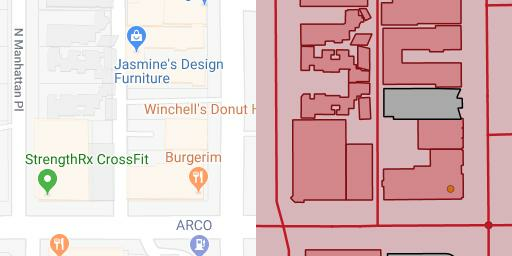 N Manhattan Pl
Jasmine's Design
Furniture
Winchell's Donut H
StrengthRx CrossFit
Burgerim
ARCO